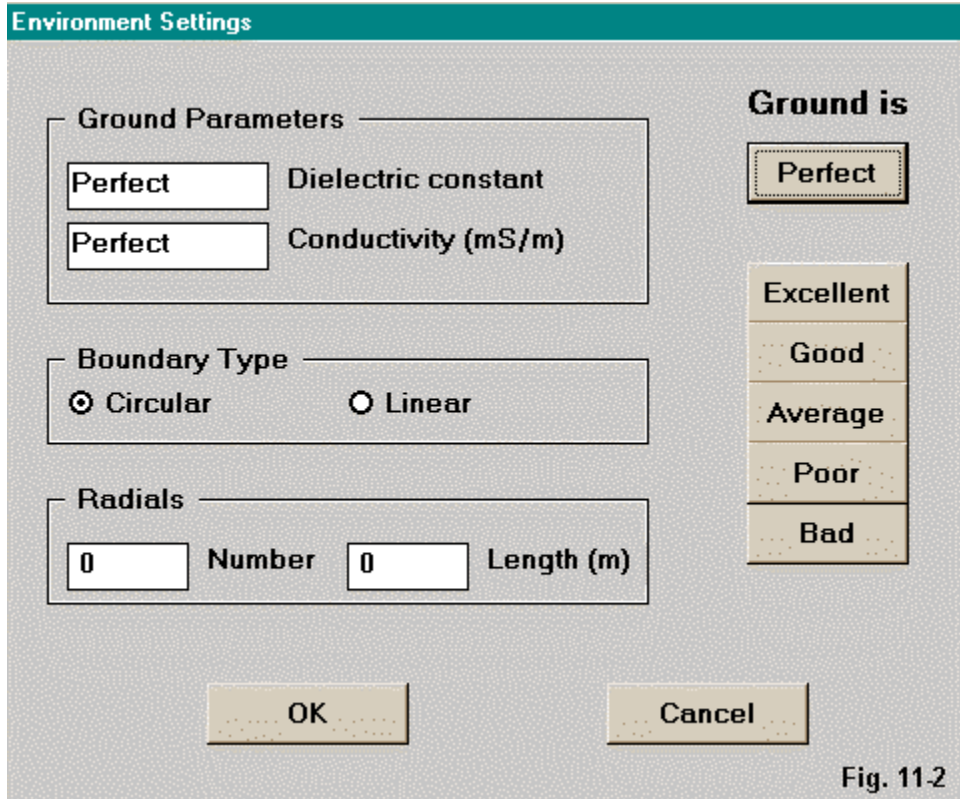 Environment Settings
Ground Parameters
Perfect Dielectric constant
Perfect Conductivity (mS/m)
Boundary Type
Circular Linear
Radials
0 Number 0 Length (m)
Ground is
Perfect
Excellent
Good
Average
Poor
Bad
OK Cancel
Fig. 11-2